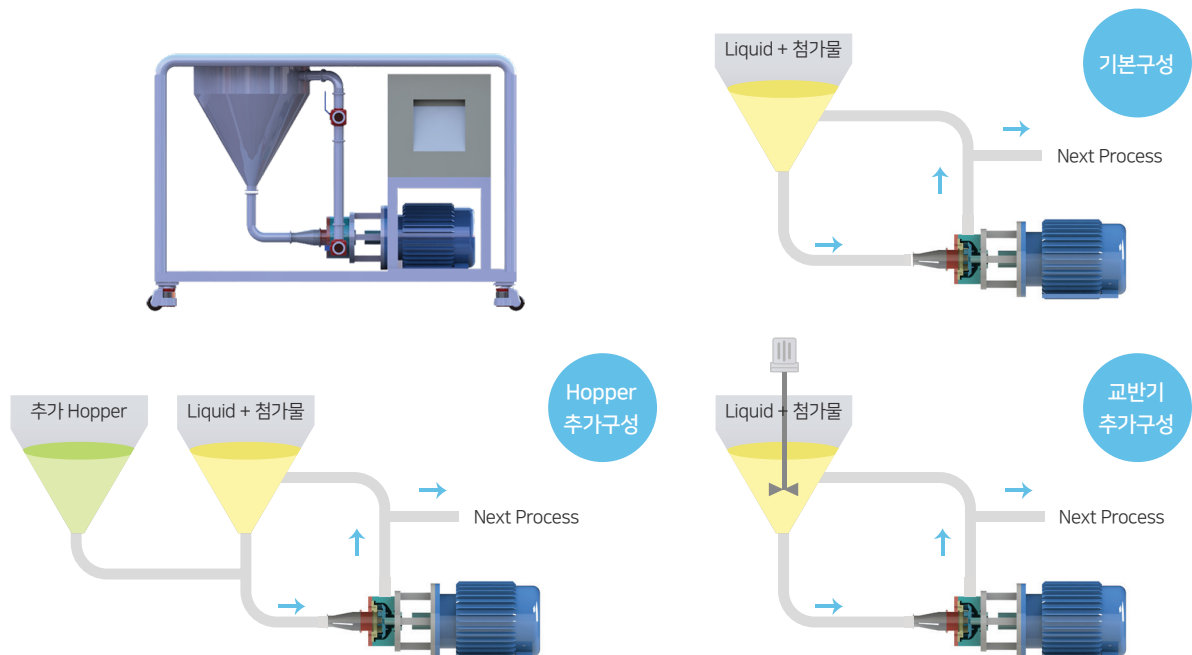 Liquid + 첨가물
기본구성
Next Process
추가 Hopper
Liquid + 첨가물
Hopper
추가구성
Next Process
Liquid + 첨가물
교반기
추가구성
Next Process